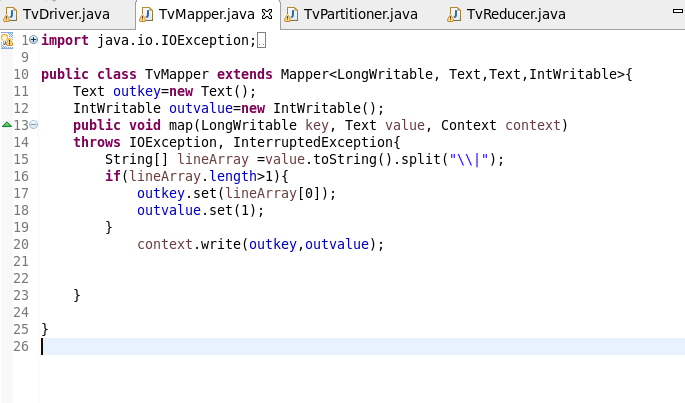 TvDriver.java TvMapper.java TvPartitioner.java TvReducer.java
1 import java.io.IOException;
9
10 public class TvMapper extends Mapper<LongWritable, Text,Text,IntWritable>{
11     Text outkey=new Text();
12     IntWritable outvalue=new IntWritable();
13     public void map(LongWritable key, Text value, Context context)
14     throws IOException, InterruptedException{
15         String[] lineArray =value.toString().split("\\|");
16         if(lineArray.length>1){
17             outkey.set(lineArray[0]);
18             outvalue.set(1);
19         }
20             context.write(outkey,outvalue);
21
22
23     }
24
25 }
26